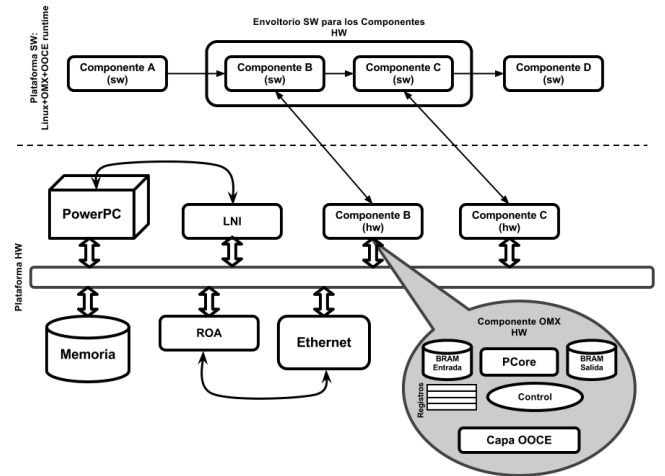 Envoltorio SW para los Componentes
HW
Plataforma SW:
Linux+OMX+OOCE runtime
Componente A
(sw)
Componente B
(sw)
Componente C
(sw)
Componente D
(sw)
Plataforma HW
PowerPC
LNI
Componente B
(hw)
Componente C
(hw)
Memoria
ROA
Ethernet
Componente OMX
HW
BRAM
Entrada
PCore
BRAM
Salida
Registros
Control
Capa OOCE